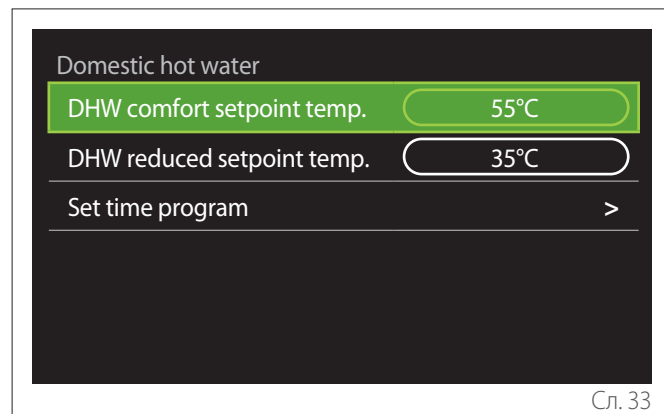 Domestic hot water
DHW comfort setpoint temp. 55°C
DHW reduced setpoint temp. 35°C
Set time program >
Сл. 33